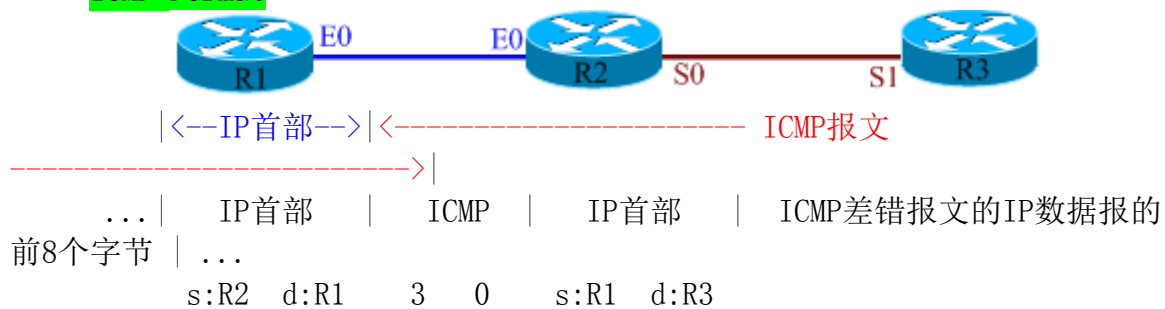 E0 E0
R1 R2 S0 S1 R3
|<--IP首部-->|<---------------------- ICMP报文
------------------------->|
...| IP首部 | ICMP | IP首部 | ICMP差错报文的IP数据报的
前8个字节 | ...
s:R2 d:R1 3 0 s:R1 d:R3